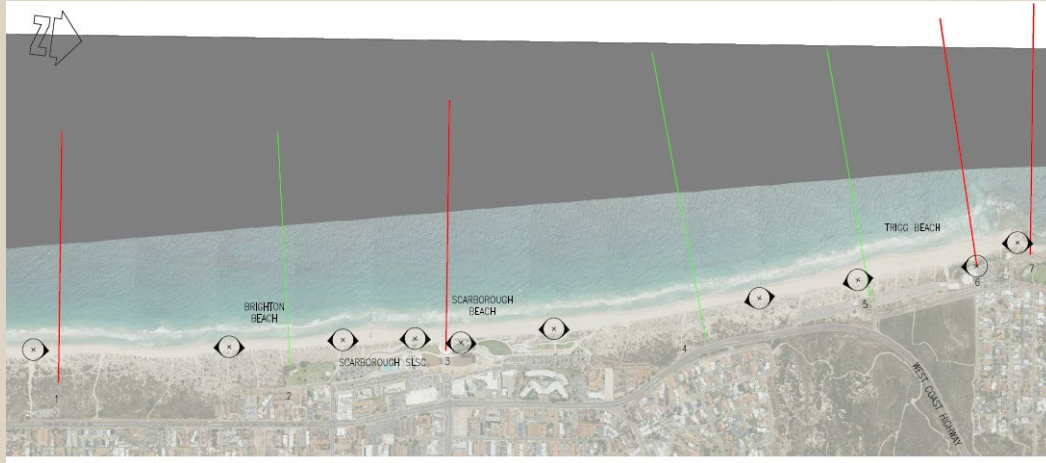 N
TRIGG BEACH
BRIGHTON
BEACH
SCARBOROUGH
BEACH
SCARBOROUGH SLSC
WEST COAST HIGHWAY
1
2
3
4
5
6
7